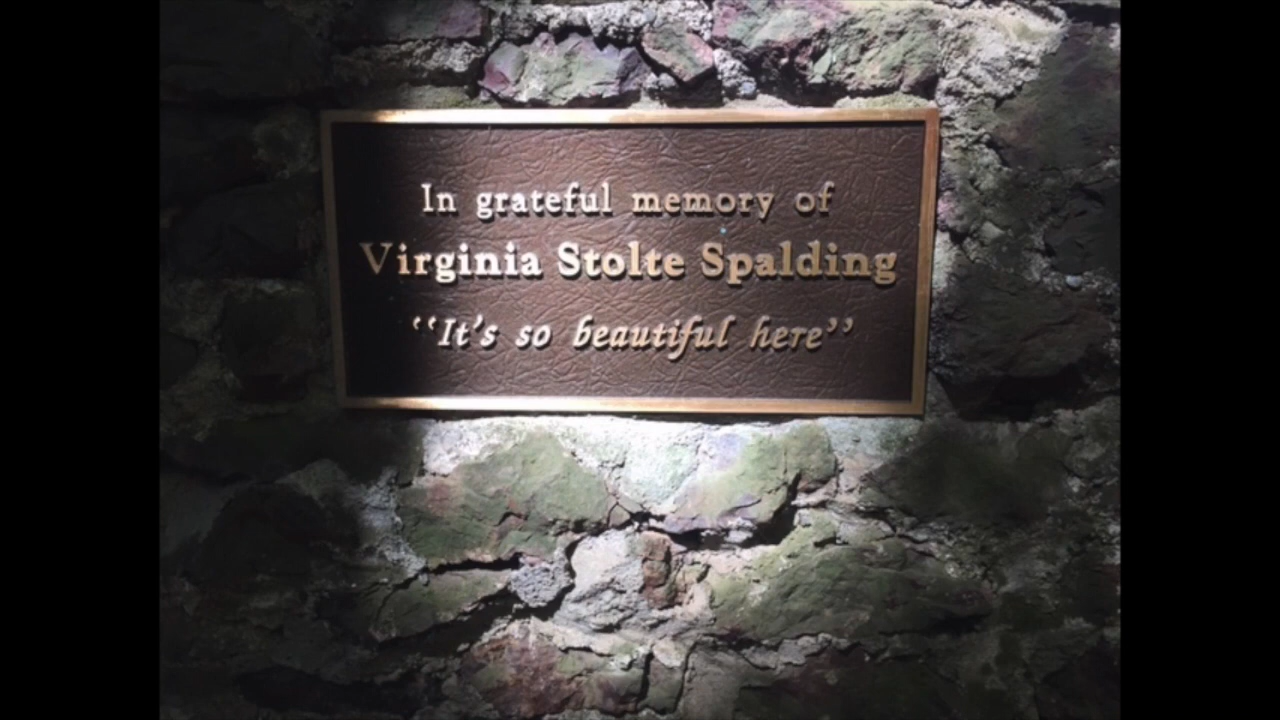 In grateful memory of
Virginia Stolte Spalding
“It's so beautiful here”